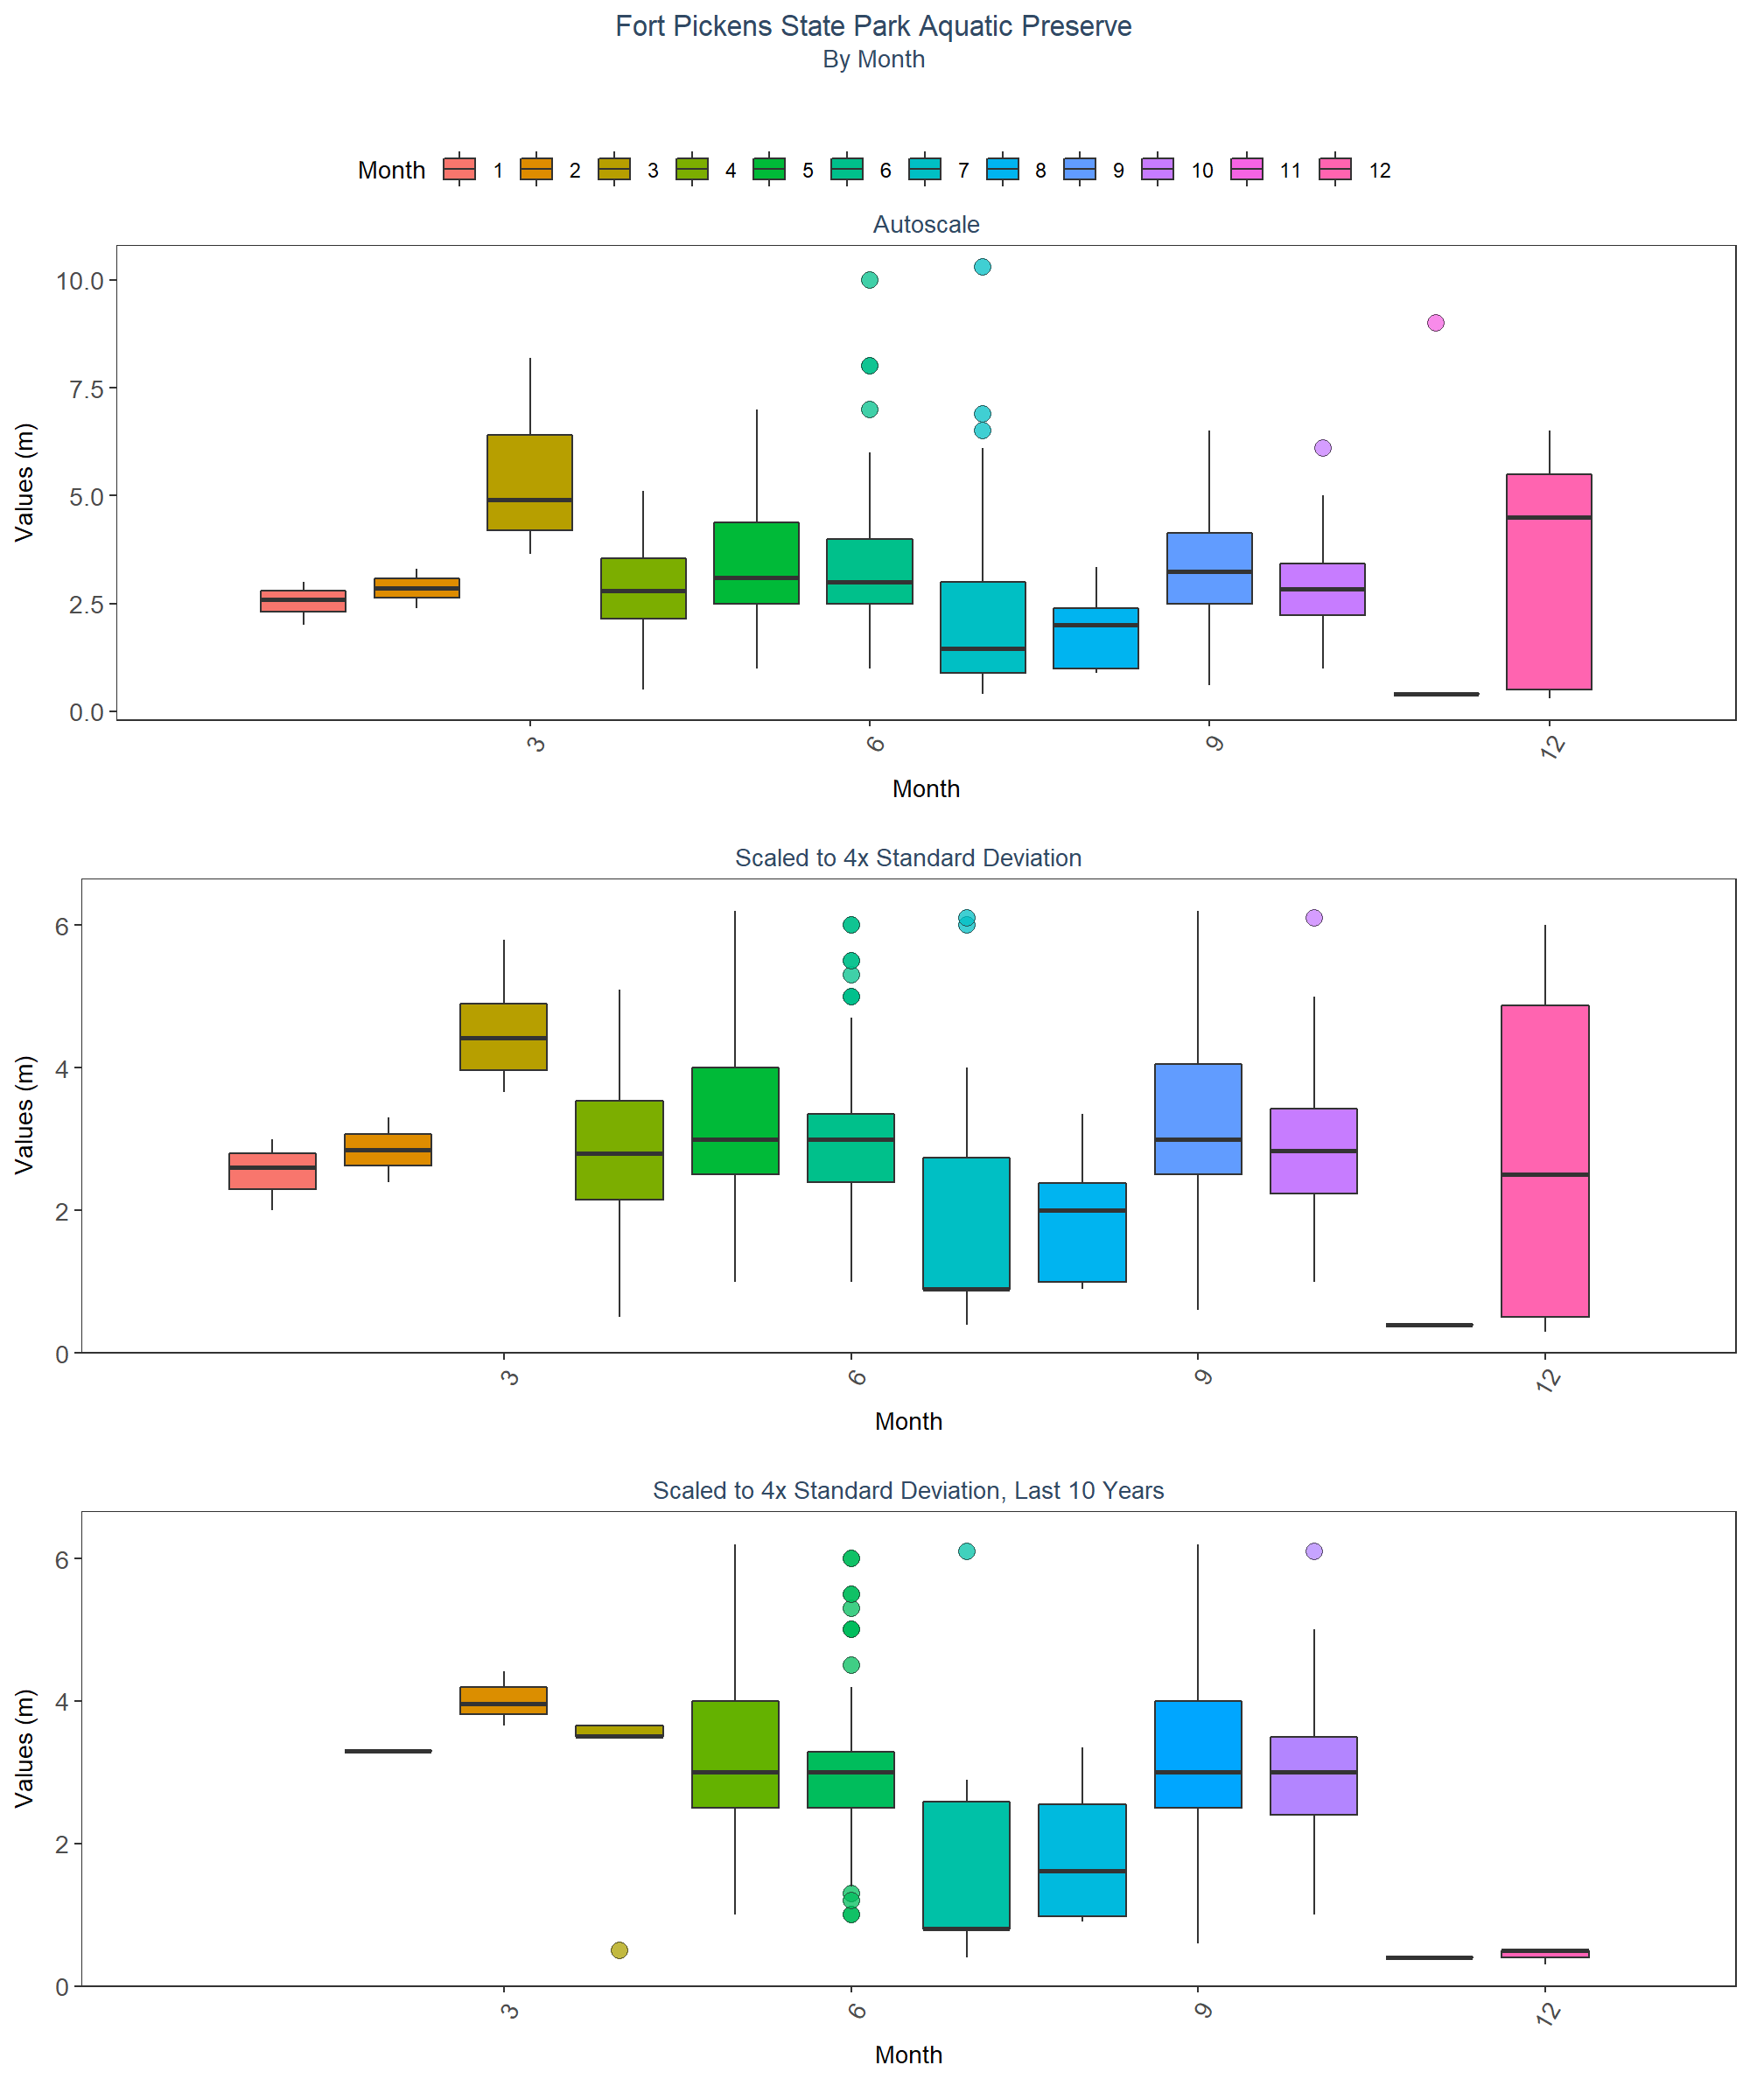 Fort Pickens State Park Aquatic Preserve
By Month
Month 1 2 3 4 5 6 7 8 9 10 11 12
Autoscale
Values (m)
10.0
7.5
5.0
2.5
0.0
3 6 9 12
Month
Scaled to 4x Standard Deviation
Values (m)
6
4
2
0
3 6 9 12
Month
Scaled to 4x Standard Deviation, Last 10 Years
Values (m)
6
4
2
0
3 6 9 12
Month